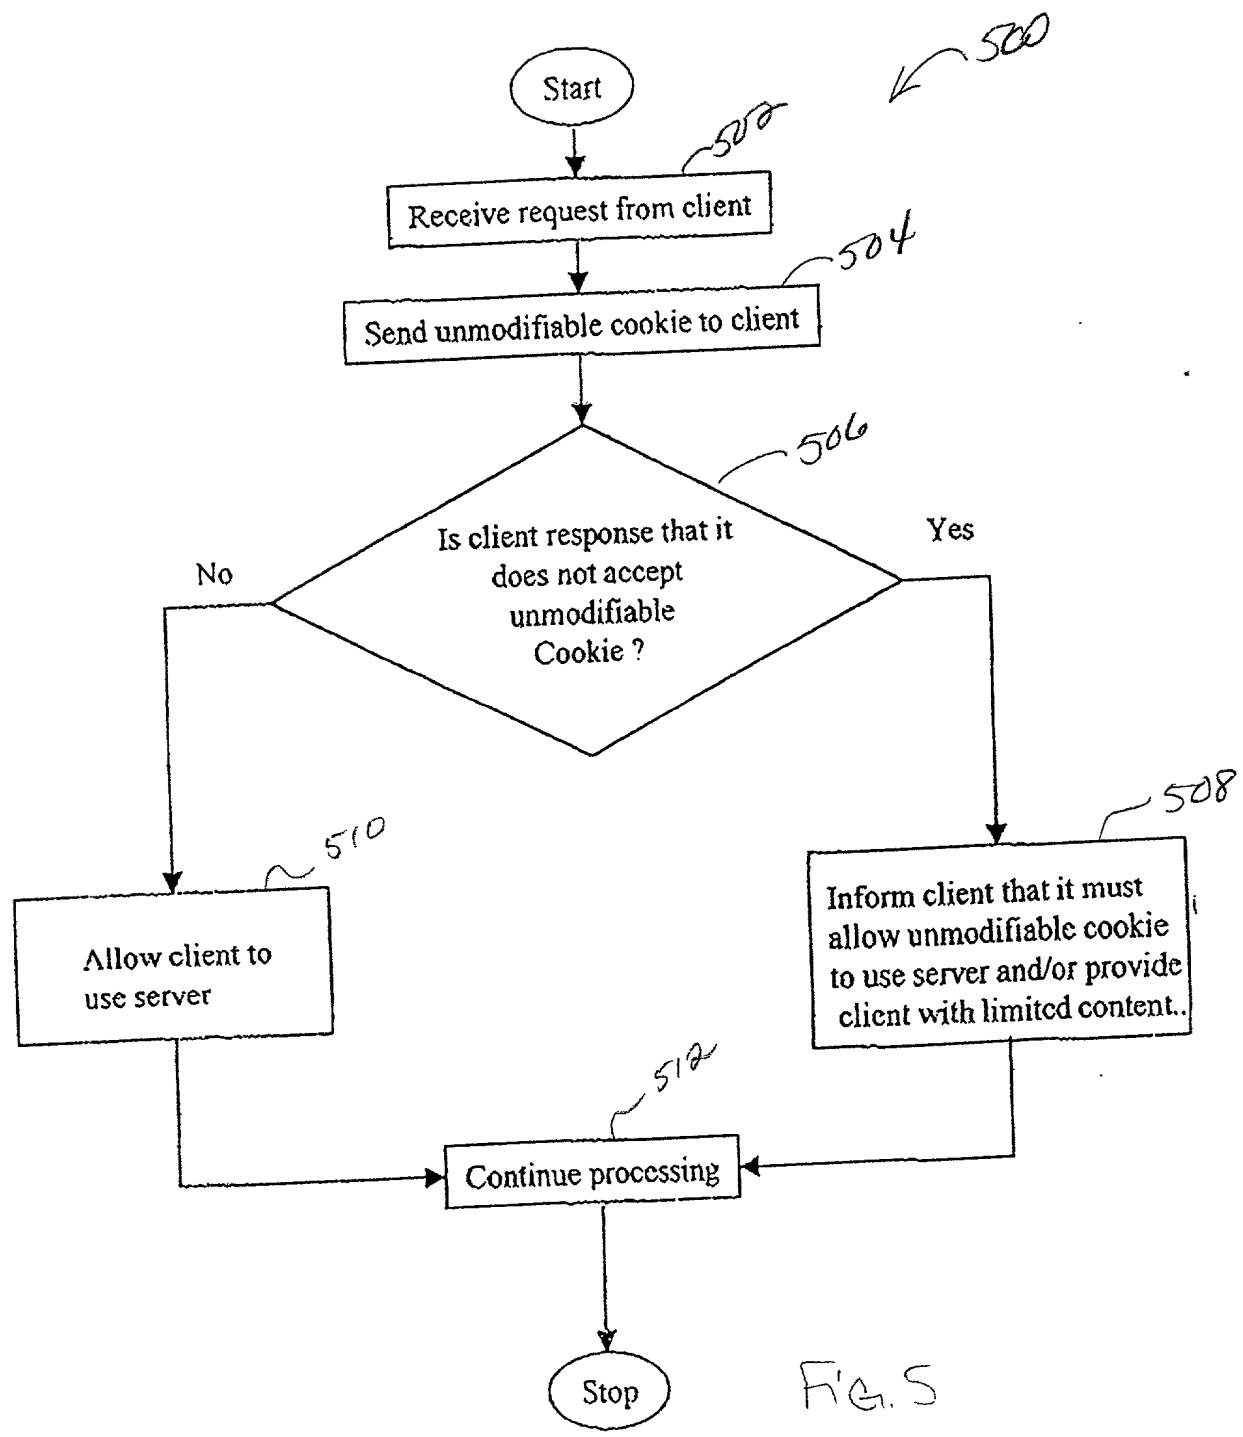 500
Start
502
Receive request from client
504
Send unmodifiable cookie to client
506
Is client response that it
does not accept
unmodifiable
Cookie ?
No
Yes
508
510
Inform client that it must
allow unmodifiable cookie
to use server and/or provide
client with limited content..
Allow client to
use server
512
Continue processing
Stop
FIG. 5